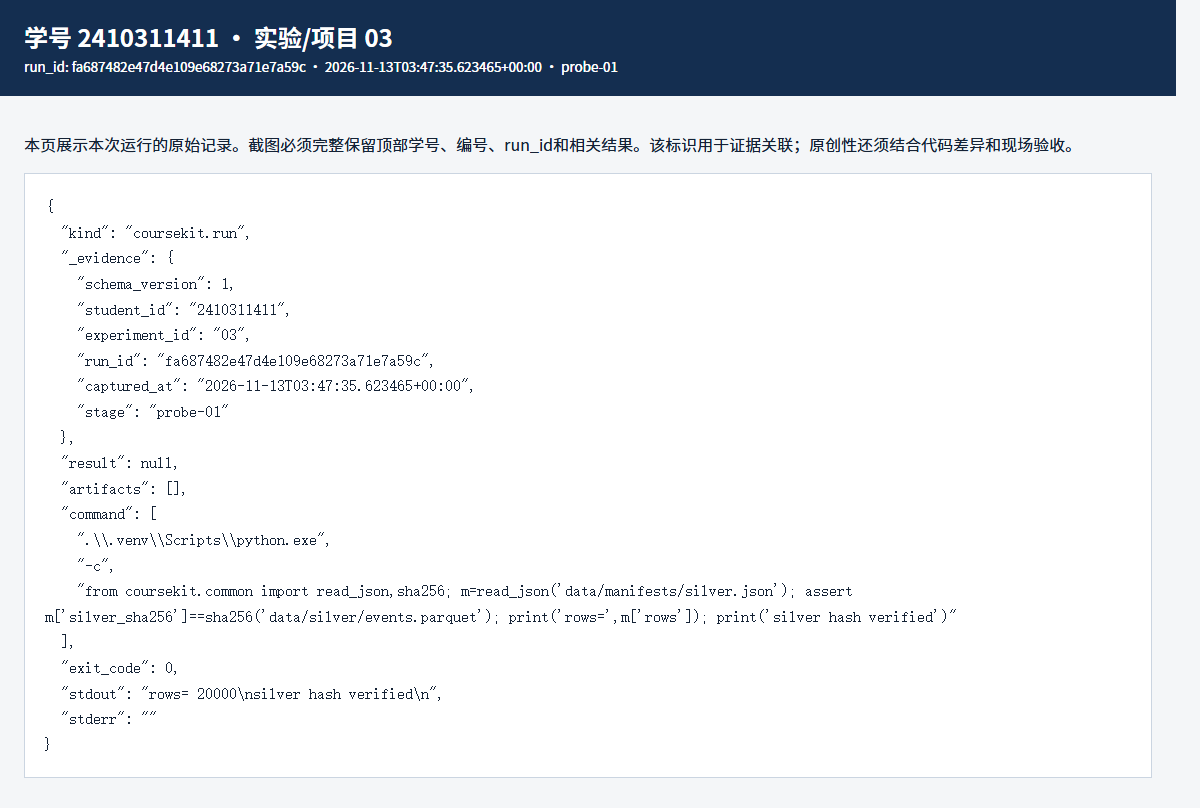 学号 2410311411 · 实验/项目 03
run_id: fa687482e47d4e109e68273a71e7a59c · 2026-11-13T03:47:35.623465+00:00 · probe-01
本页展示本次运行的原始记录。截图必须完整保留顶部学号、编号、run_id和相关结果。该标识用于证据关联；原创性还须结合代码差异和现场验收。
{
  "kind": "coursekit.run",
  "_evidence": {
    "schema_version": 1,
    "student_id": "2410311411",
    "experiment_id": "03",
    "run_id": "fa687482e47d4e109e68273a71e7a59c",
    "captured_at": "2026-11-13T03:47:35.623465+00:00",
    "stage": "probe-01"
  },
  "result": null,
  "artifacts": [],
  "command": [
    ".\\.venv\\Scripts\\python.exe",
    "-c",
    "from coursekit.common import read_json,sha256; m=read_json('data/manifests/silver.json'); assert
m['silver_sha256']==sha256('data/silver/events.parquet'); print('rows=',m['rows']); print('silver hash verified')"
  ],
  "exit_code": 0,
  "stdout": "rows= 20000\nsilver hash verified\n",
  "stderr": ""
}